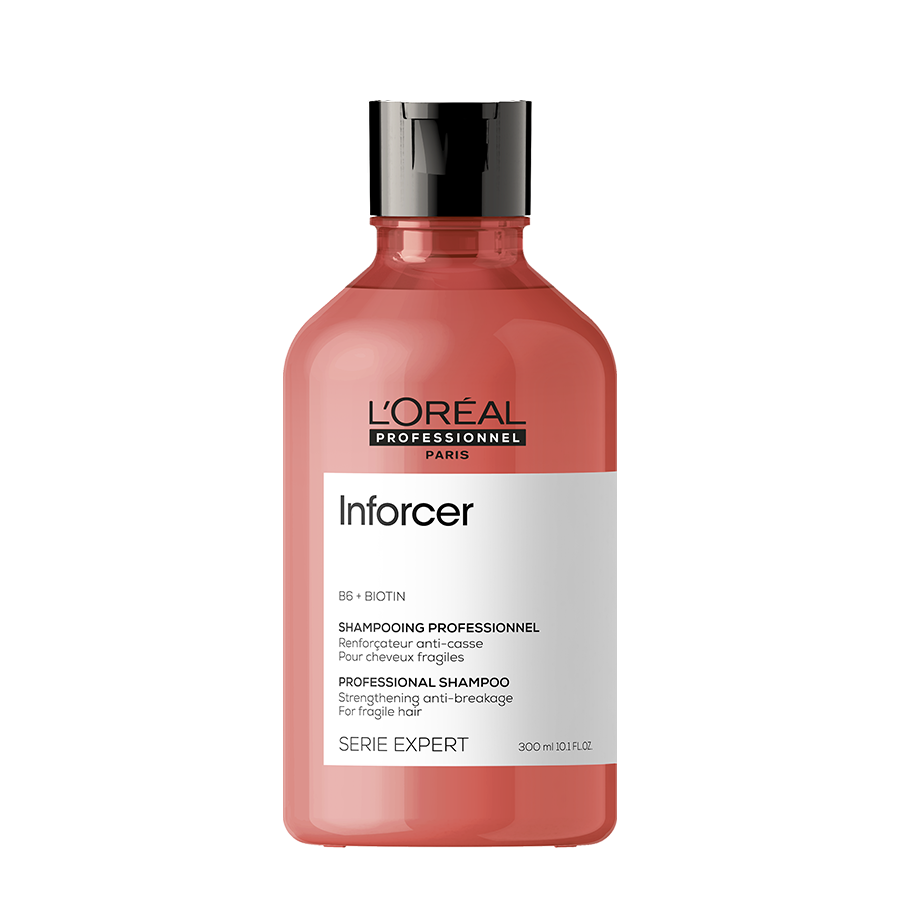 L'ORÉAL
PROFESSIONNEL
PARIS
Inforcer
B6 + BIOTIN
SHAMPOOING PROFESSIONNEL
Renforçateur anti-casse
Pour cheveux fragiles
PROFESSIONAL SHAMPOO
Strengthening anti-breakage
For fragile hair
SERIE EXPERT 300 ml 10.1 FL.OZ.